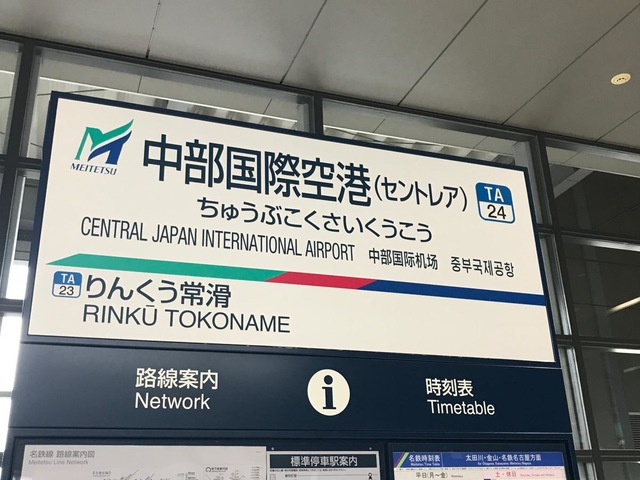 MEITETSU
中部国際空港(セントレア)
TA
24
ちゅうぶこくさいくうこう
CENTRAL JAPAN INTERNATIONAL AIRPORT 中部国际机场 중부국제공항
TA
23
りんくう常滑
RINKŪ TOKONAME
路線案内
Network
i
時刻表
Timetable
名鉄線 路線案内図
Meitetsu Line Network
標準停車駅案内
名鉄時刻表
太田川・金山・名鉄名古屋方面
平日(月~金)
土・休日